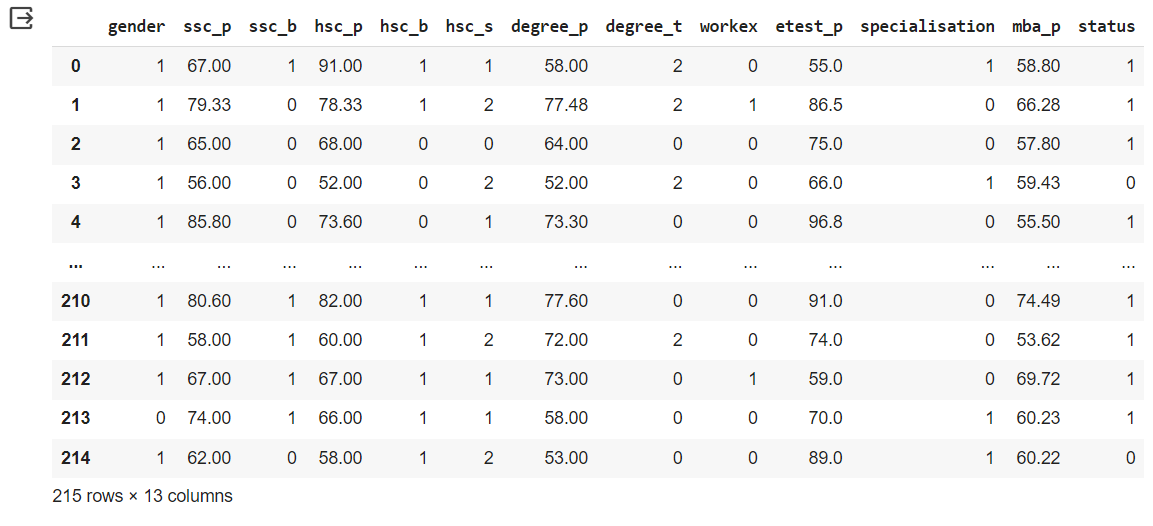 gender ssc_p ssc_b hsc_p hsc_b hsc_s degree_p degree_t workex etest_p specialisation mba_p status
0 1 67.00 1 91.00 1 1 58.00 2 0 55.0 1 58.80 1
1 1 79.33 0 78.33 1 2 77.48 2 1 86.5 0 66.28 1
2 1 65.00 0 68.00 0 0 64.00 0 0 75.0 0 57.80 1
3 1 56.00 0 52.00 0 2 52.00 2 0 66.0 1 59.43 0
4 1 85.80 0 73.60 0 1 73.30 0 0 96.8 0 55.50 1
... ... ... ... ... ... ... ... ... ... ... ... ... ...
210 1 80.60 1 82.00 1 1 77.60 0 0 91.0 0 74.49 1
211 1 58.00 1 60.00 1 2 72.00 2 0 74.0 0 53.62 1
212 1 67.00 1 67.00 1 1 73.00 0 1 59.0 0 69.72 1
213 0 74.00 1 66.00 1 1 58.00 0 0 70.0 1 60.23 1
214 1 62.00 0 58.00 1 2 53.00 0 0 89.0 1 60.22 0
215 rows × 13 columns